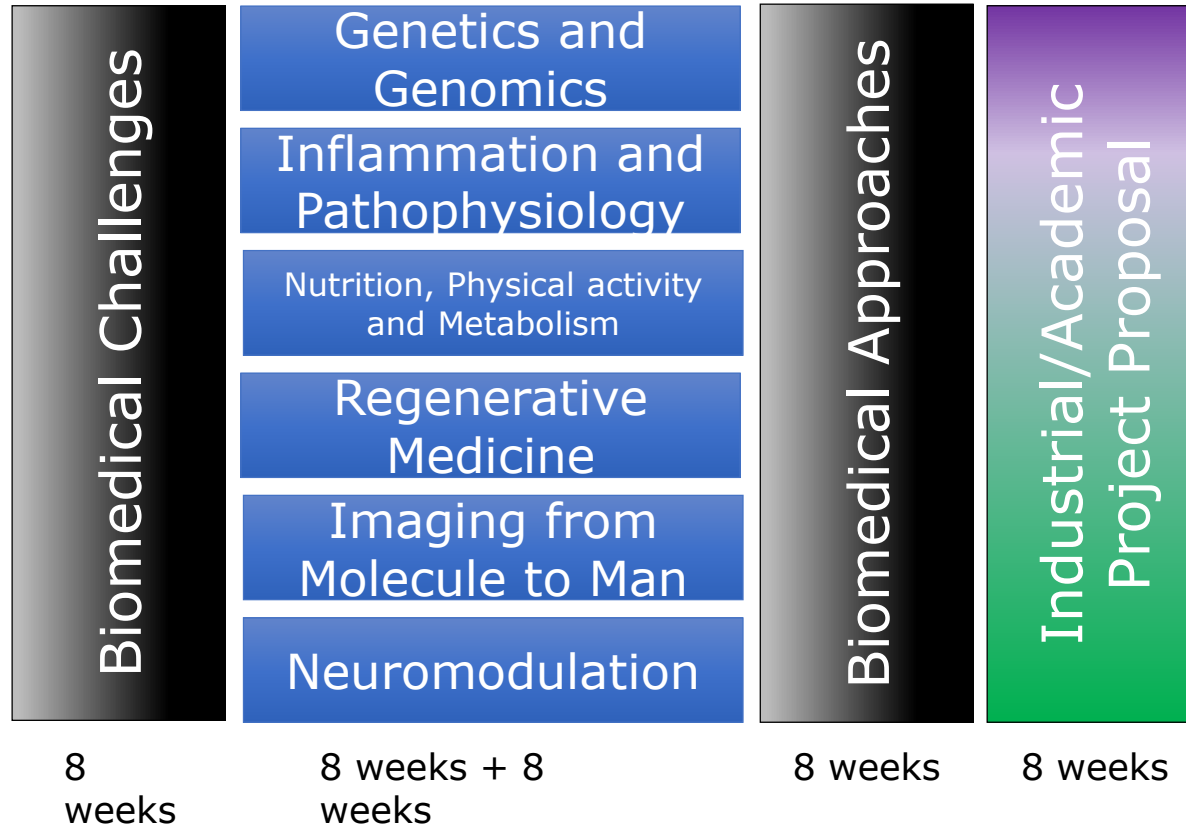 Biomedical Challenges
Genetics and
Genomics
Inflammation and
Pathophysiology
Nutrition, Physical activity
and Metabolism
Regenerative
Medicine
Imaging from
Molecule to Man
Neuromodulation
Biomedical Approaches
Industrial/Academic
Project Proposal
8
weeks
8 weeks + 8
weeks
8 weeks
8 weeks